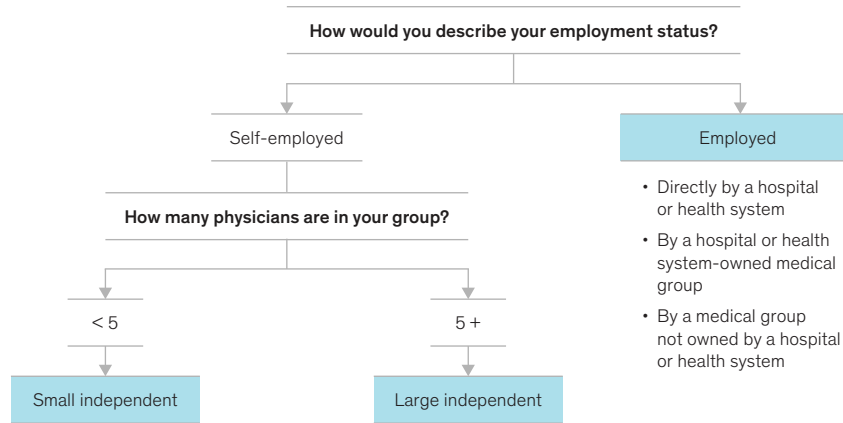 How would you describe your employment status?
Self-employed
Employed
• Directly by a hospital
or health system
• By a hospital or health
system-owned medical
group
• By a medical group
not owned by a hospital
or health system
How many physicians are in your group?
< 5
5 +
Small independent
Large independent